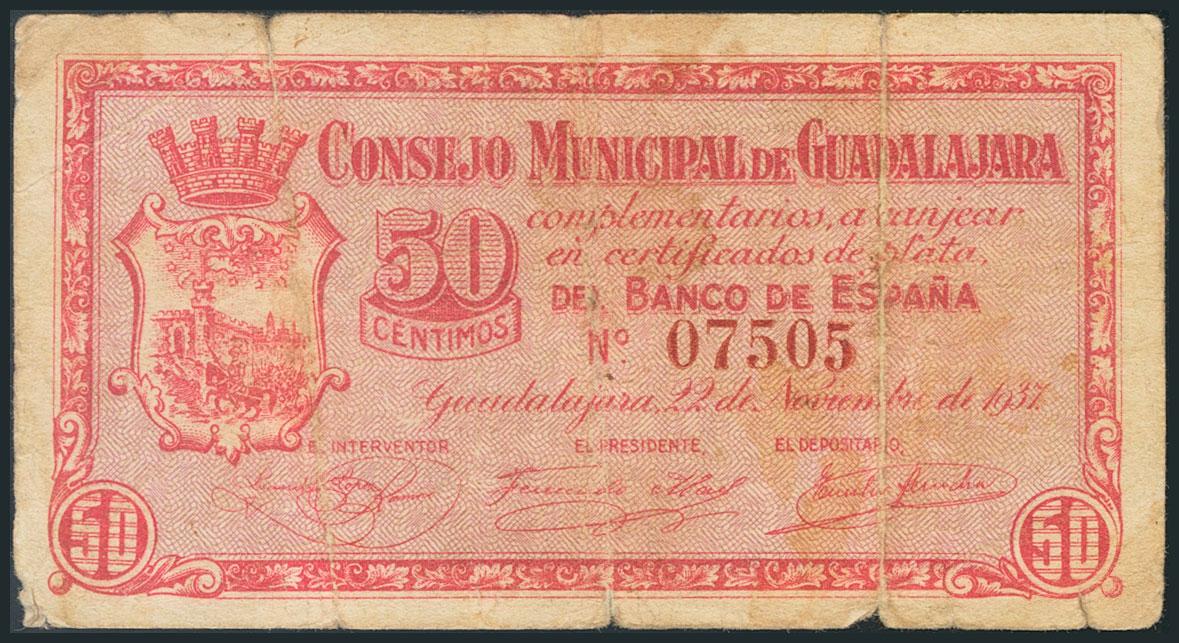 CONSEJO MUNICIPAL DE GUADALAJARA
50
CÉNTIMOS
complementarios, a canjear
en certificados de plata,
DEL BANCO DE ESPAÑA
Nº. 07505
Guadalajara, 22 de Noviembre de 1937.
EL INTERVENTOR
EL PRESIDENTE,
EL DEPOSITARIO,
50
50